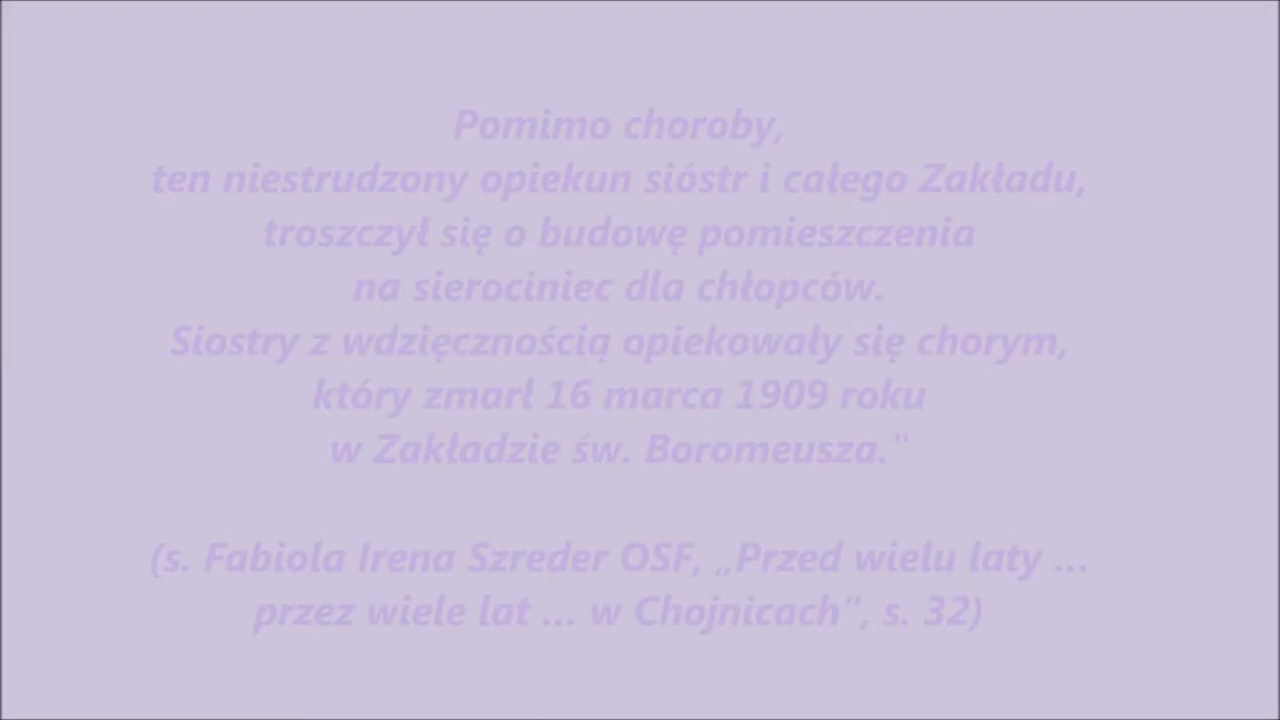 Pomimo choroby,
ten niestrudzony opiekun sióstr i całego Zakładu,
troszczył się o budowę pomieszczenia
na sierociniec dla chłopców.
Siostry z wdzięcznością opiekowały się chorym,
który zmarł 16 marca 1909 roku
w Zakładzie św. Boromeusza."
(s. Fabiola Irena Szreder OSF, „Przed wielu laty ...
przez wiele lat ... w Chojnicach”, s. 32)